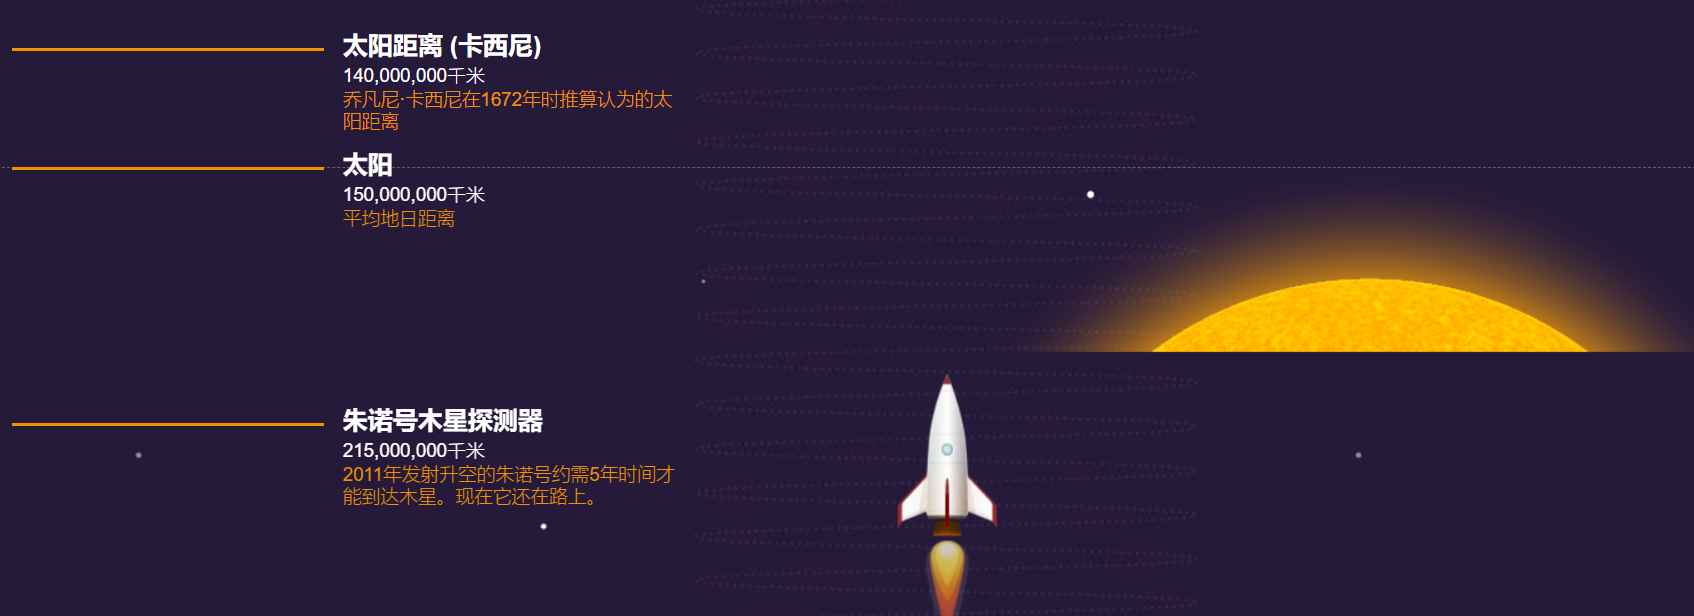 太阳距离 (卡西尼)
140,000,000千米
乔凡尼·卡西尼在1672年时推算认为的太
阳距离
太阳
150,000,000千米
平均地日距离
朱诺号木星探测器
215,000,000千米
2011年发射升空的朱诺号约需5年时间才
能到达木星。现在它还在路上。